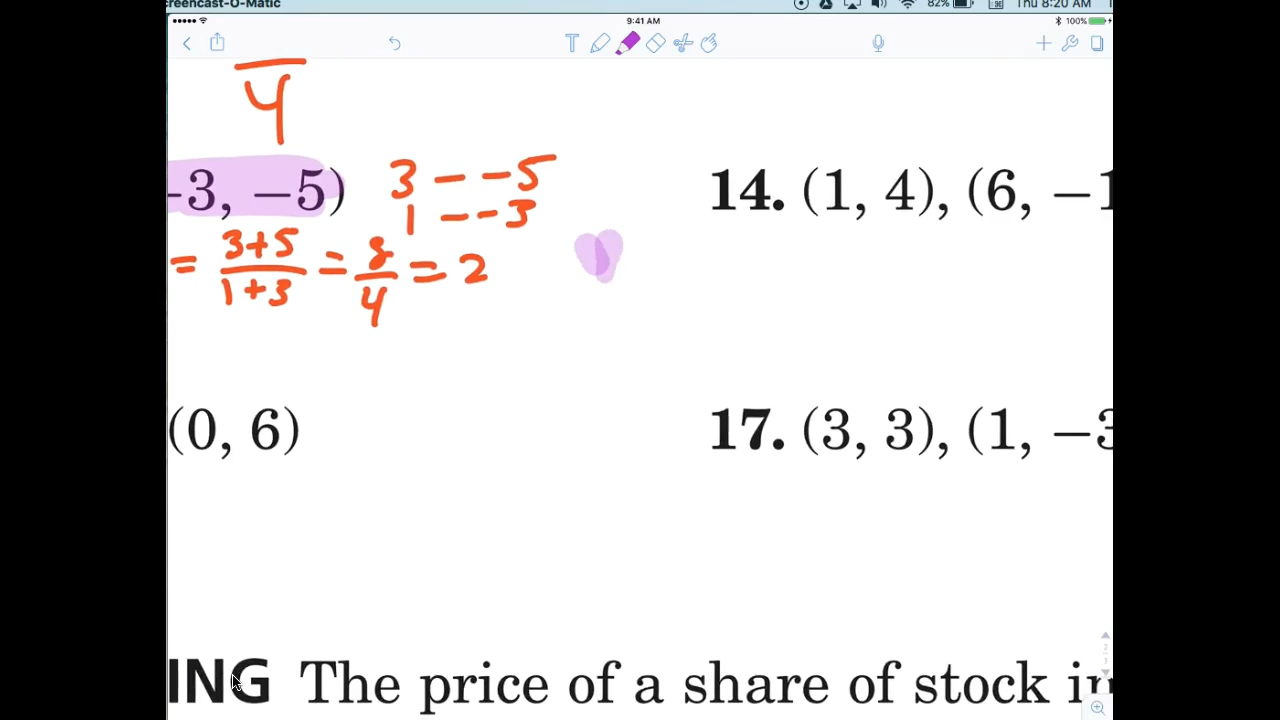 reencast-O-Matic 82% Thu 8:20 AM
9:41 AM 100%
T
4
-3, −5) 3 - -5
1 - -3
14. (1, 4), (6, −1
= 3+5/1+3 = 8/4 = 2
(0, 6)
17. (3, 3), (1, −3
ING The price of a share of stock in